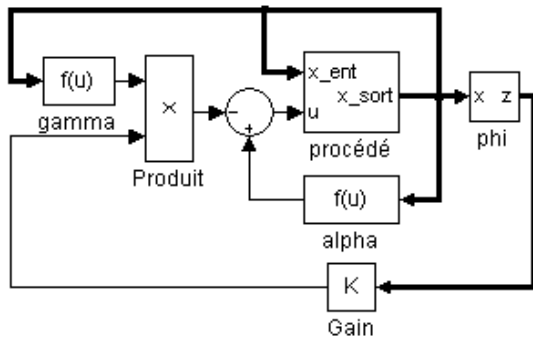 f(u)
gamma
×
Produit
−
+
x_ent
x_sort
u
procédé
x z
phi
f(u)
alpha
K
Gain